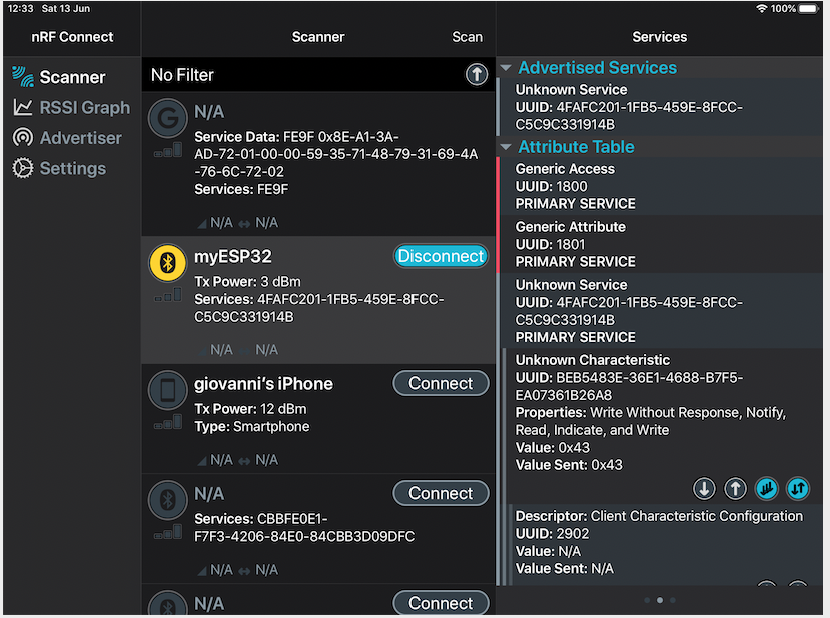 12:33 Sat 13 Jun
100%
nRF Connect
Scanner
RSSI Graph
Advertiser
Settings
Scanner
Scan
No Filter
N/A
Service Data: FE9F 0x8E-A1-3A-
AD-72-01-00-00-59-35-71-48-79-31-69-4A
-76-6C-72-02
Services: FE9F
N/A N/A
myESP32
Disconnect
Tx Power: 3 dBm
Services: 4FAFC201-1FB5-459E-8FCC-
C5C9C331914B
N/A N/A
giovanni's iPhone
Connect
Tx Power: 12 dBm
Type: Smartphone
N/A N/A
N/A
Connect
Services: CBBFE0E1-
F7F3-4206-84E0-84CBB3D09DFC
N/A N/A
N/A
Connect
Services
Advertised Services
Unknown Service
UUID: 4FAFC201-1FB5-459E-8FCC-
C5C9C331914B
Attribute Table
Generic Access
UUID: 1800
PRIMARY SERVICE
Generic Attribute
UUID: 1801
PRIMARY SERVICE
Unknown Service
UUID: 4FAFC201-1FB5-459E-8FCC-
C5C9C331914B
PRIMARY SERVICE
Unknown Characteristic
UUID: BEB5483E-36E1-4688-B7F5-
EA07361B26A8
Properties: Write Without Response, Notify,
Read, Indicate, and Write
Value: 0x43
Value Sent: 0x43
Descriptor: Client Characteristic Configuration
UUID: 2902
Value: N/A
Value Sent: N/A